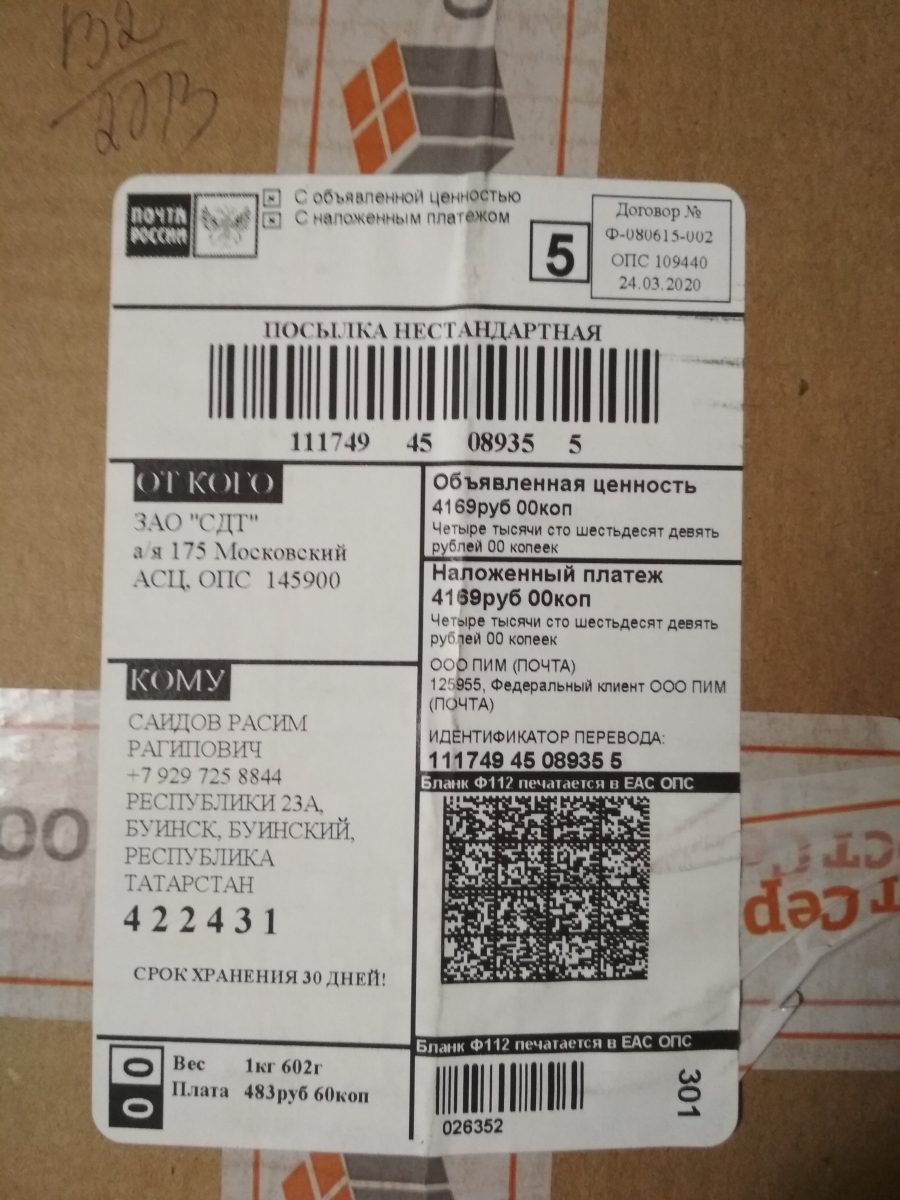 132
2073
ПОЧТА
РОССИИ
С объявленной ценностью
С наложенным платежом
5
Договор №
Ф-080615-002
ОПС 109440
24.03.2020
ПОСЫЛКА НЕСТАНДАРТНАЯ
111749 45 08935 5
ОТ КОГО
ЗАО "СДТ"
а/я 175 Московский
АСЦ, ОПС 145900
Объявленная ценность
4169руб 00коп
Четыре тысячи сто шестьдесят девять
рублей 00 копеек
Наложенный платеж
4169руб 00коп
Четыре тысячи сто шестьдесят девять
рублей 00 копеек
ООО ПИМ (ПОЧТА)
125955, Федеральный клиент ООО ПИМ
(ПОЧТА)
ИДЕНТИФИКАТОР ПЕРЕВОДА:
111749 45 08935 5
КОМУ
САИДОВ РАСИМ
РАГИПОВИЧ
+7 929 725 8844
РЕСПУБЛИКИ 23А,
БУИНСК, БУИНСКИЙ,
РЕСПУБЛИКА
ТАТАРСТАН
422431
СРОК ХРАНЕНИЯ 30 ДНЕЙ!
Бланк Ф112 печатается в ЕАС ОПС
Бланк Ф112 печатается в ЕАС ОПС
00
Вес 1кг 602г
Плата 483руб 60коп
026352
301